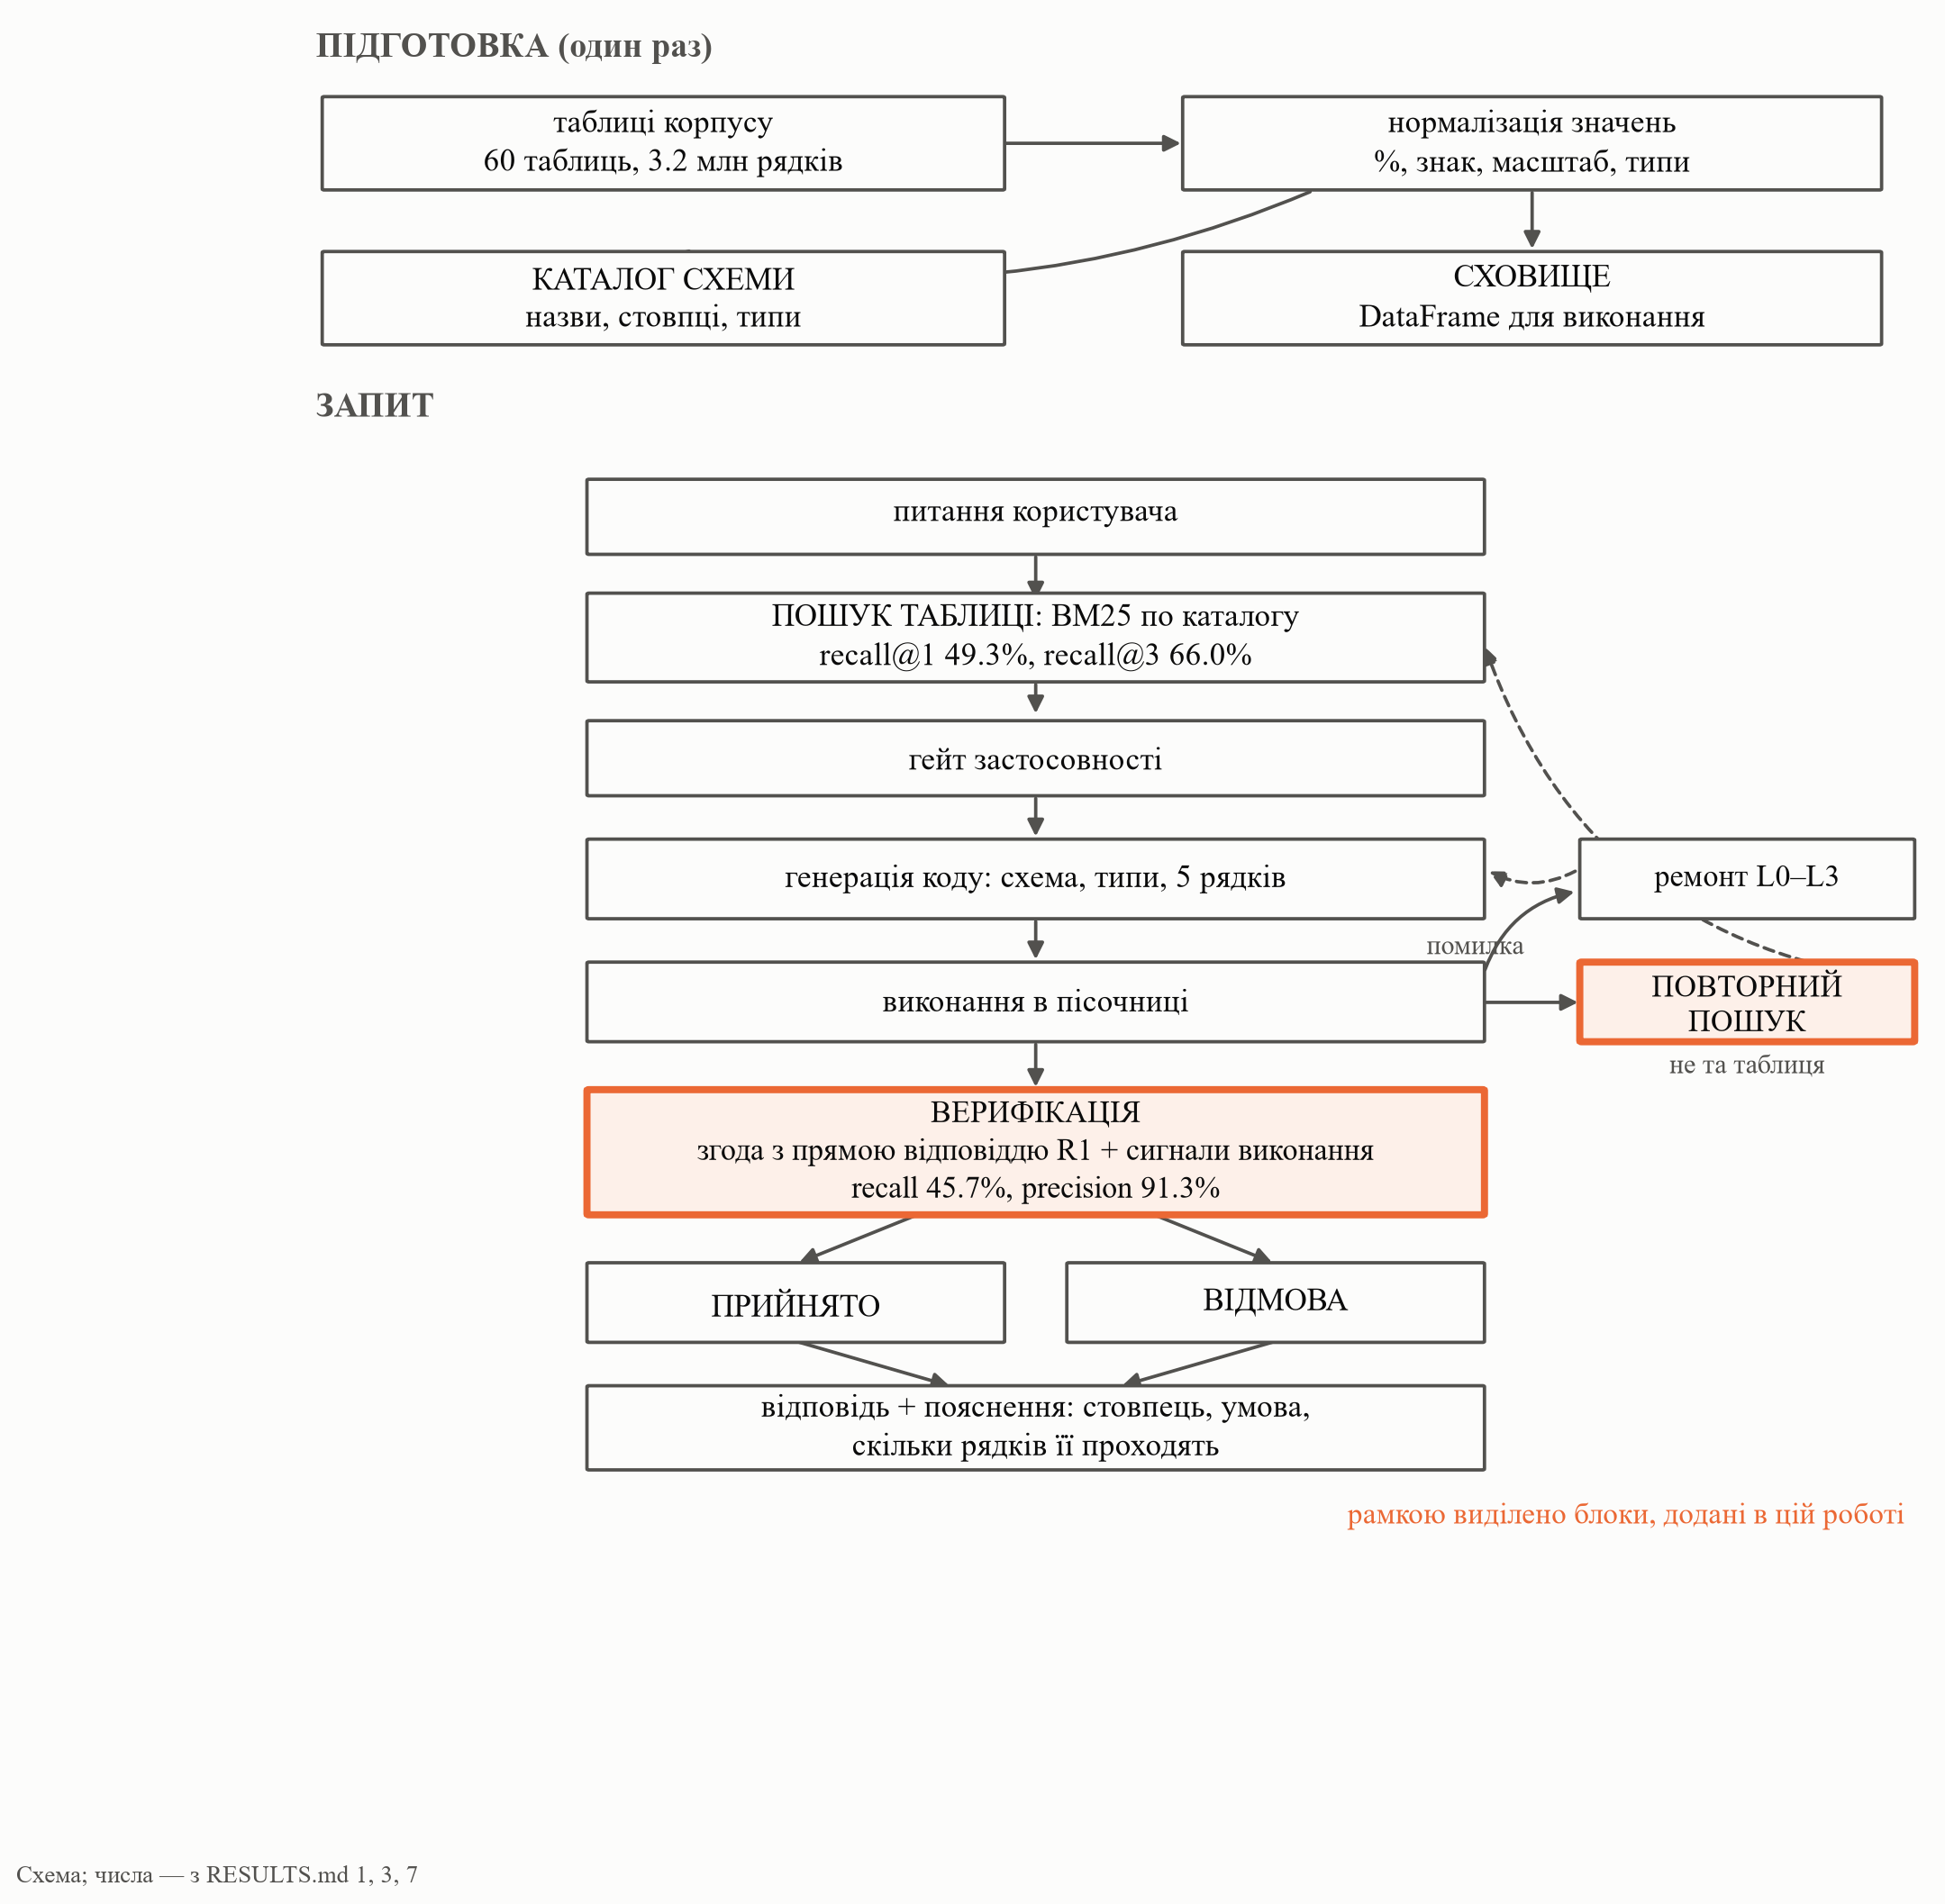 ПІДГОТОВКА (один раз)
таблиці корпусу
60 таблиць, 3.2 млн рядків
нормалізація значень
%, знак, масштаб, типи
КАТАЛОГ СХЕМИ
назви, стовпці, типи
СХОВИЩЕ
DataFrame для виконання
ЗАПИТ
питання користувача
ПОШУК ТАБЛИЦІ: BM25 по каталогу
recall@1 49.3%, recall@3 66.0%
гейт застосовності
генерація коду: схема, типи, 5 рядків
ремонт L0–L3
помилка
виконання в пісочниці
ПОВТОРНИЙ
ПОШУК
не та таблиця
ВЕРИФІКАЦІЯ
згода з прямою відповіддю R1 + сигнали виконання
recall 45.7%, precision 91.3%
ПРИЙНЯТО
ВІДМОВА
відповідь + пояснення: стовпець, умова,
скільки рядків її проходять
рамкою виділено блоки, додані в цій роботі
Схема; числа — з RESULTS.md 1, 3, 7